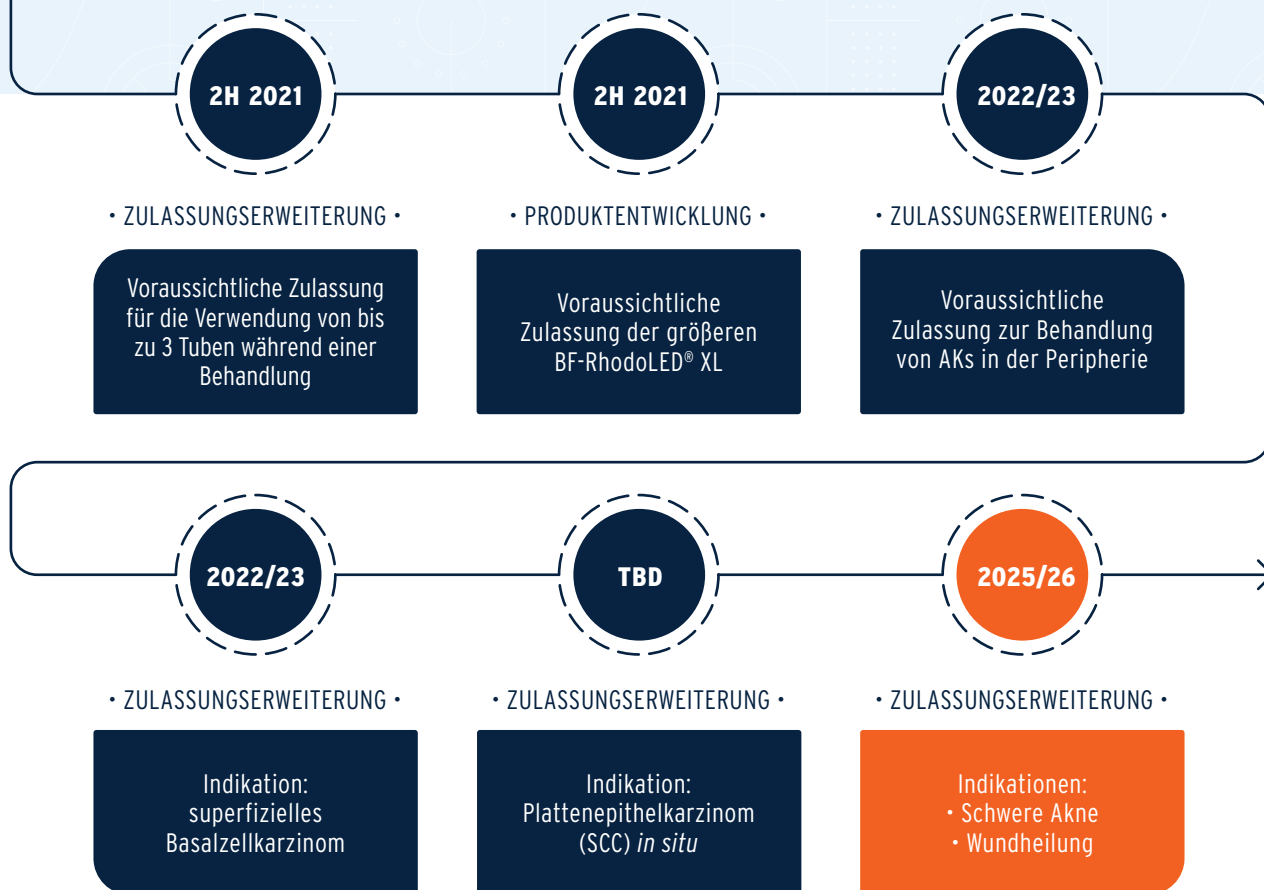 2H 2021
2H 2021
2022/23
• ZULASSUNGSERWEITERUNG •
• PRODUKTENTWICKLUNG •
• ZULASSUNGSERWEITERUNG •
Voraussichtliche Zulassung
für die Verwendung von bis
zu 3 Tuben während einer
Behandlung
Voraussichtliche
Zulassung der größeren
BF-RhodoLED® XL
Voraussichtliche
Zulassung zur Behandlung
von AKs in der Peripherie
2022/23
TBD
2025/26
• ZULASSUNGSERWEITERUNG •
• ZULASSUNGSERWEITERUNG •
• ZULASSUNGSERWEITERUNG •
Indikation:
superfizielles
Basalzellkarzinom
Indikation:
Plattenepithelkarzinom
(SCC) in situ
Indikationen:
• Schwere Akne
• Wundheilung